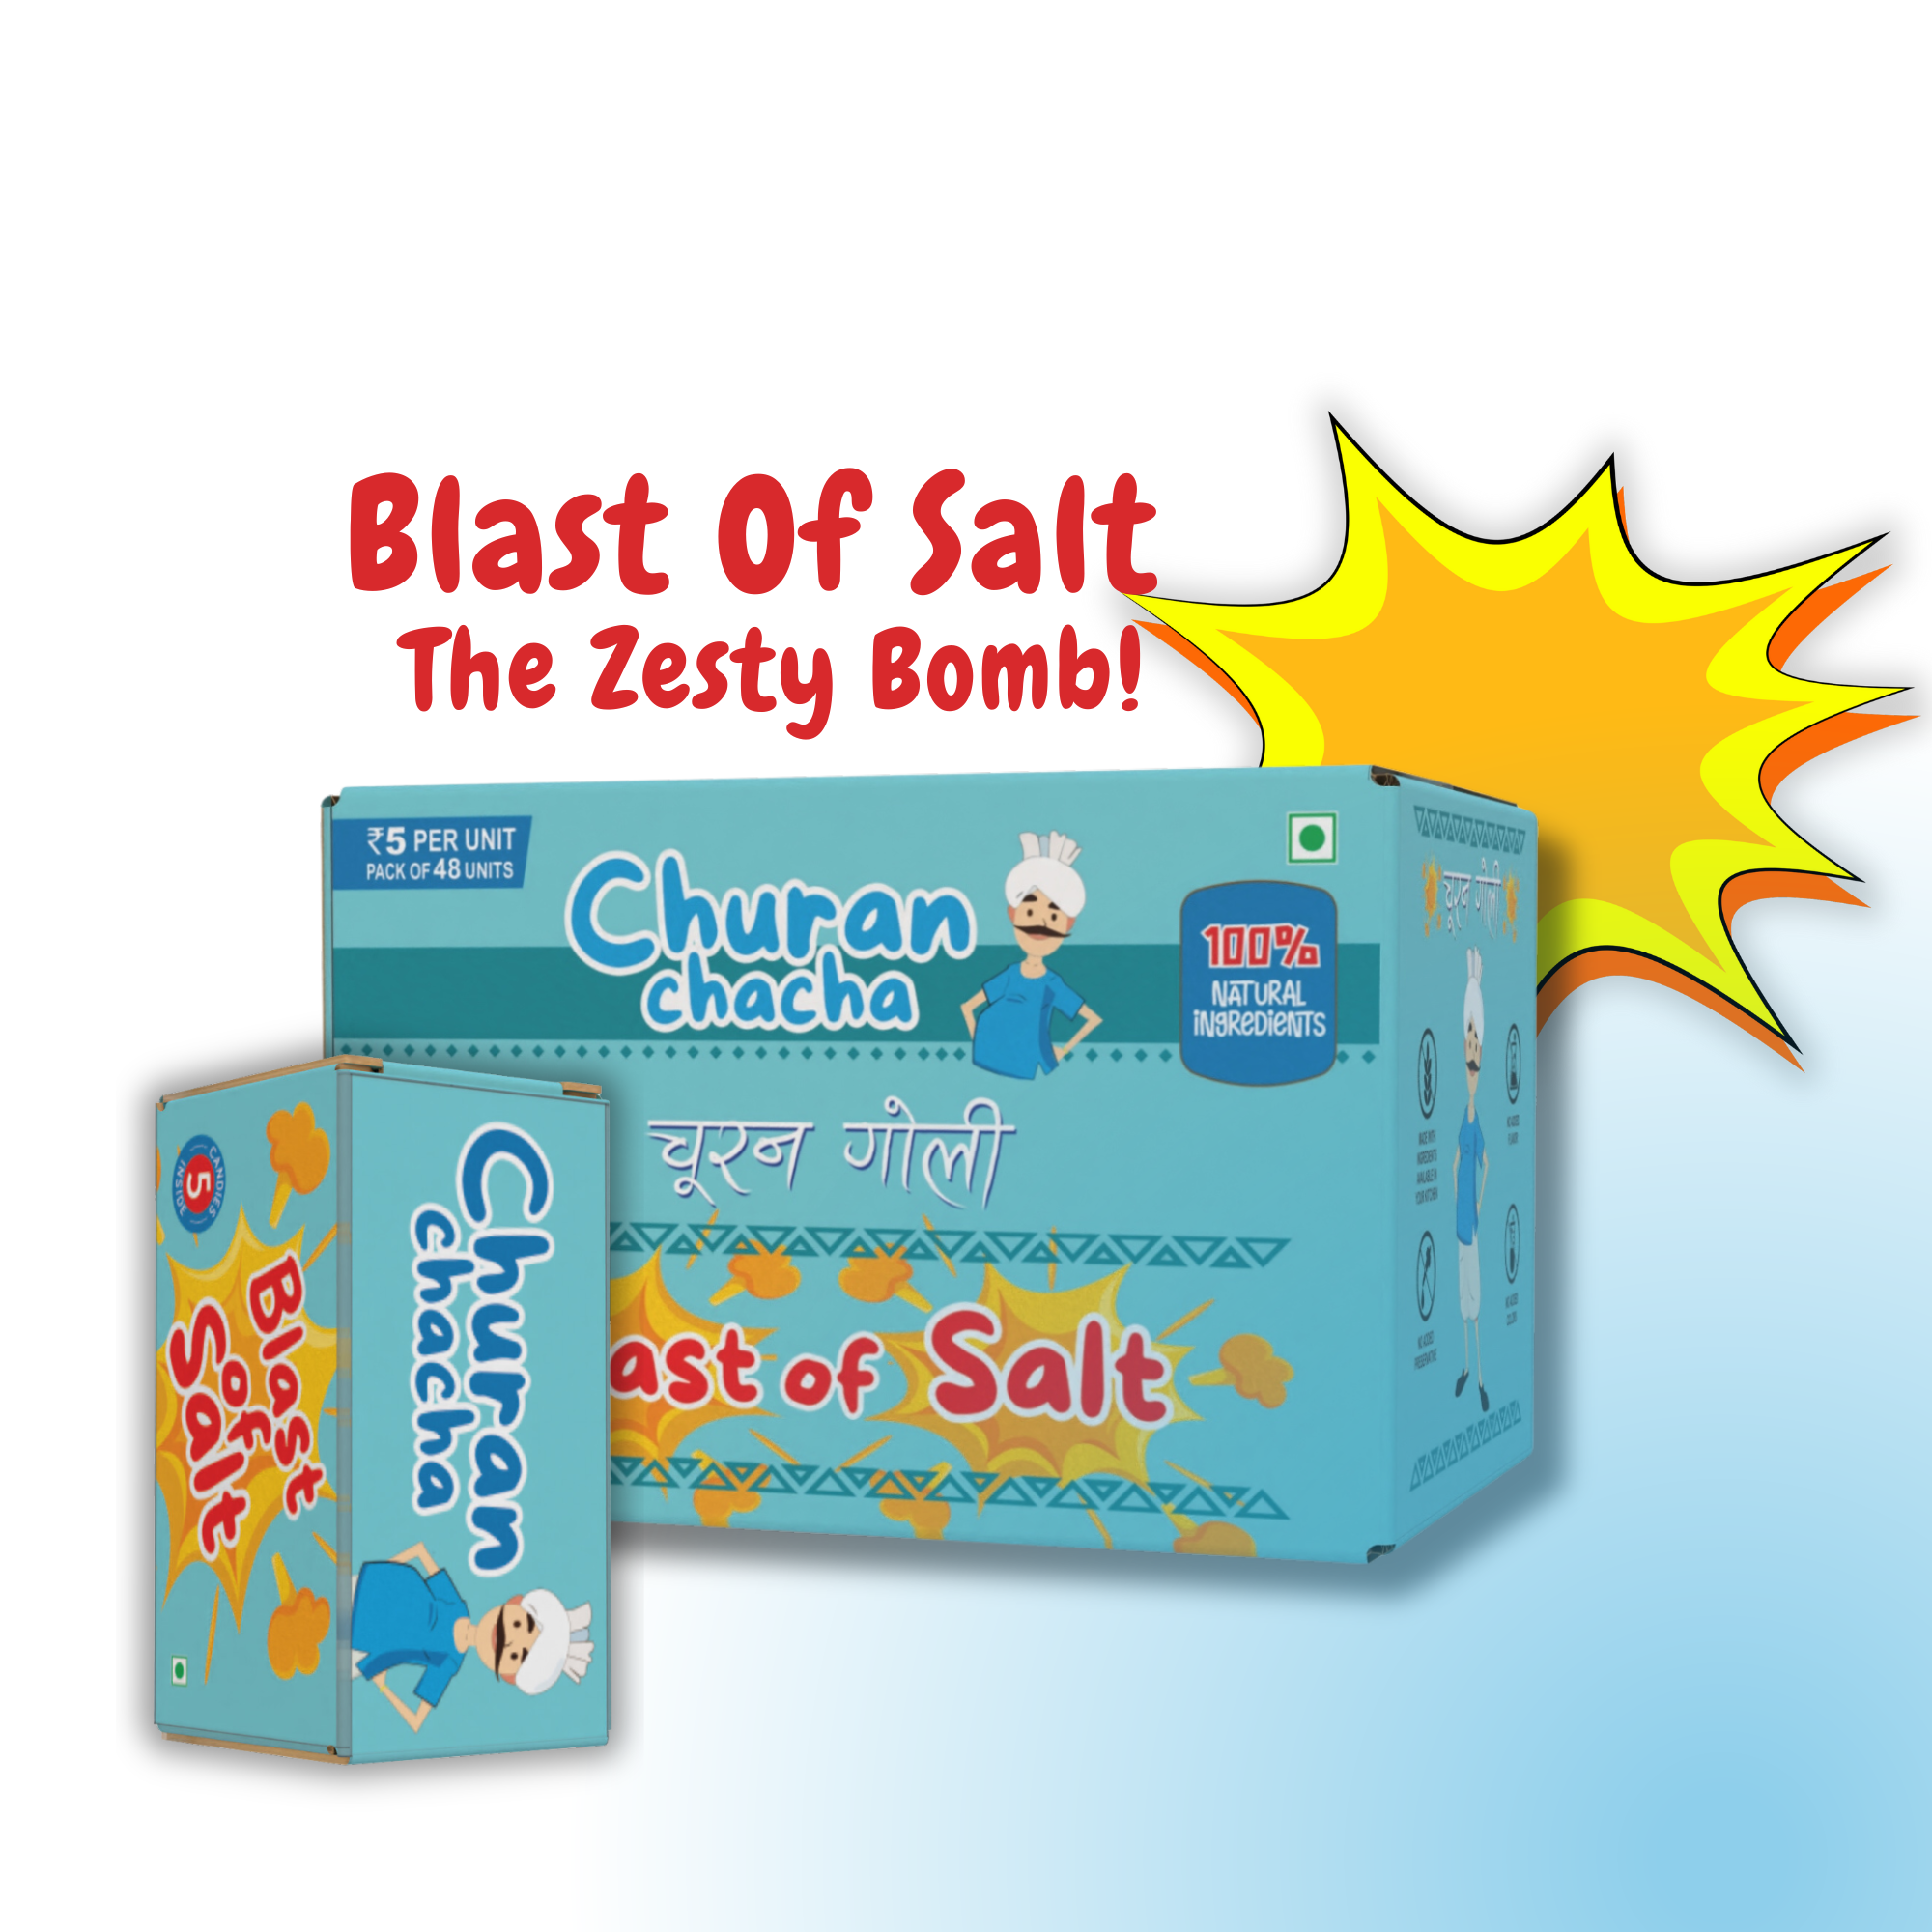 Blast Of Salt
The Zesty Bomb!
₹5 PER UNIT
PACK OF 48 UNITS
Churan
chacha
100%
NATURAL
iNgRedieNTS
चूरन गोली
ast of Salt
चूरन गोली
5
CANDIES
INSIDE
Blast
of
Salt
Churan
chacha